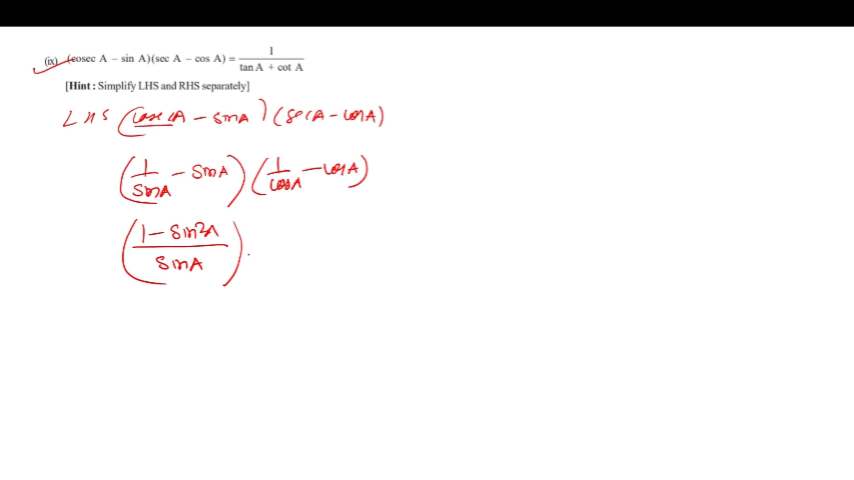 (ix) (cosec A – sin A)(sec A – cos A) = 1 / (tan A + cot A)
[Hint : Simplify LHS and RHS separately]
LHS (cosecA – sinA) (secA – cosA)
(1/sinA – sinA) (1/cosA – cosA)
(1 – sin²A / sinA)